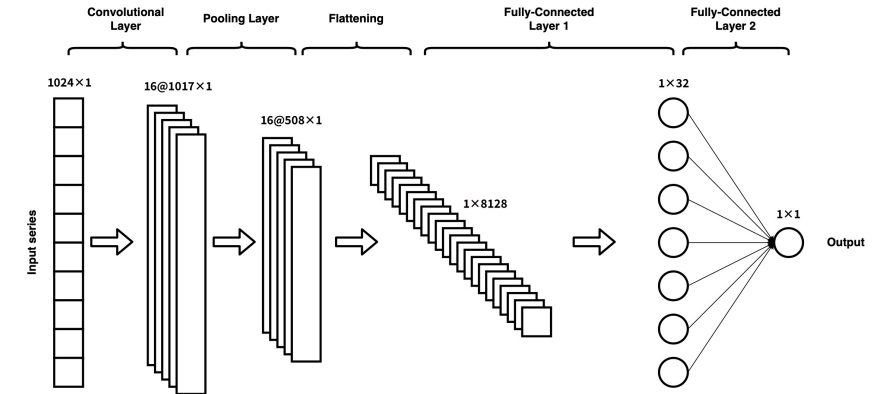 Convolutional
Layer
Pooling Layer
Flattening
Fully-Connected
Layer 1
Fully-Connected
Layer 2
1024×1
16@1017×1
16@508×1
1×8128
1×32
1×1
Input series
Output